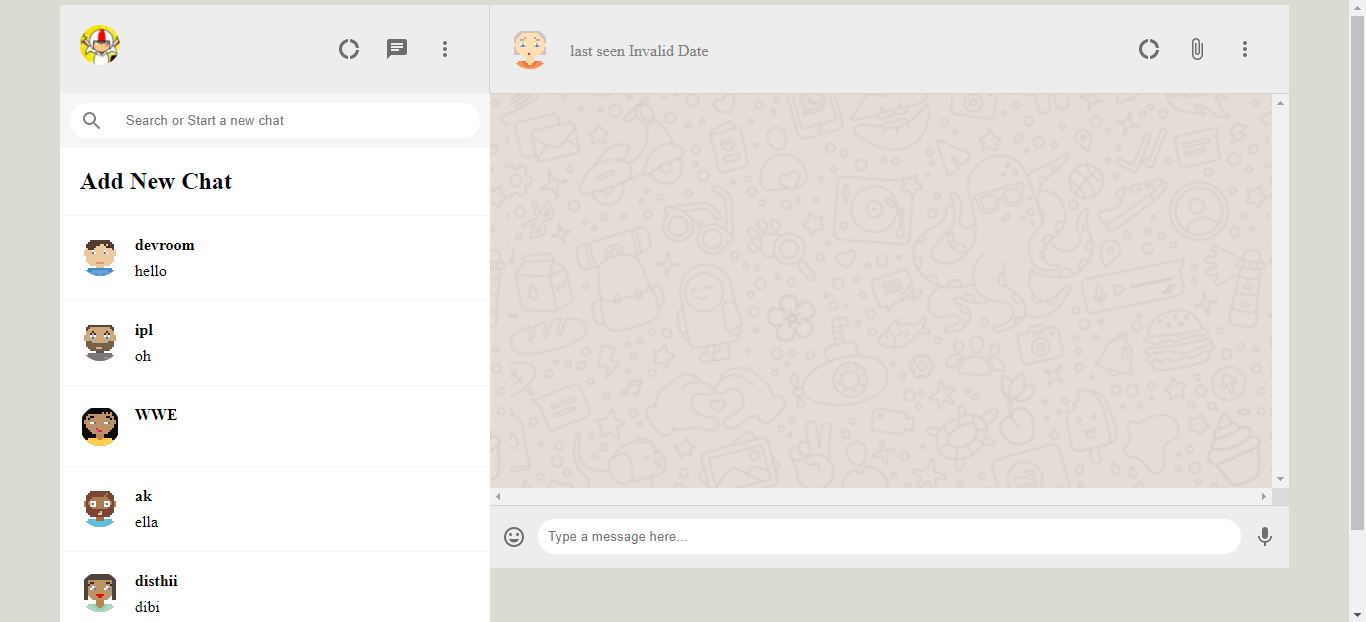 last seen Invalid Date
Search or Start a new chat
Add New Chat
devroom
hello
ipl
oh
WWE
ak
ella
disthii
dibi
Type a message here...